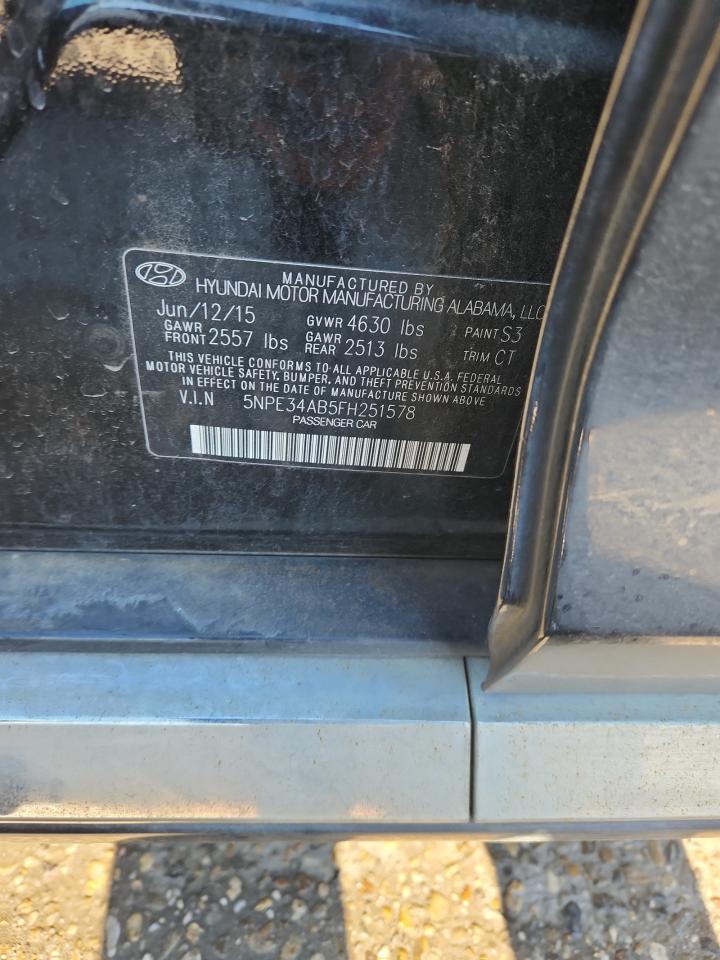 MANUFACTURED BY
HYUNDAI MOTOR MANUFACTURING ALABAMA, LLC
Jun/12/15 GVWR 4630 lbs PAINT S3
GAWR FRONT 2557 lbs GAWR REAR 2513 lbs TRIM CT
THIS VEHICLE CONFORMS TO ALL APPLICABLE U.S.A. FEDERAL
MOTOR VEHICLE SAFETY, BUMPER, AND THEFT PREVENTION STANDARDS
IN EFFECT ON THE DATE OF MANUFACTURE SHOWN ABOVE
V.I.N 5NPE34AB5FH251578
PASSENGER CAR